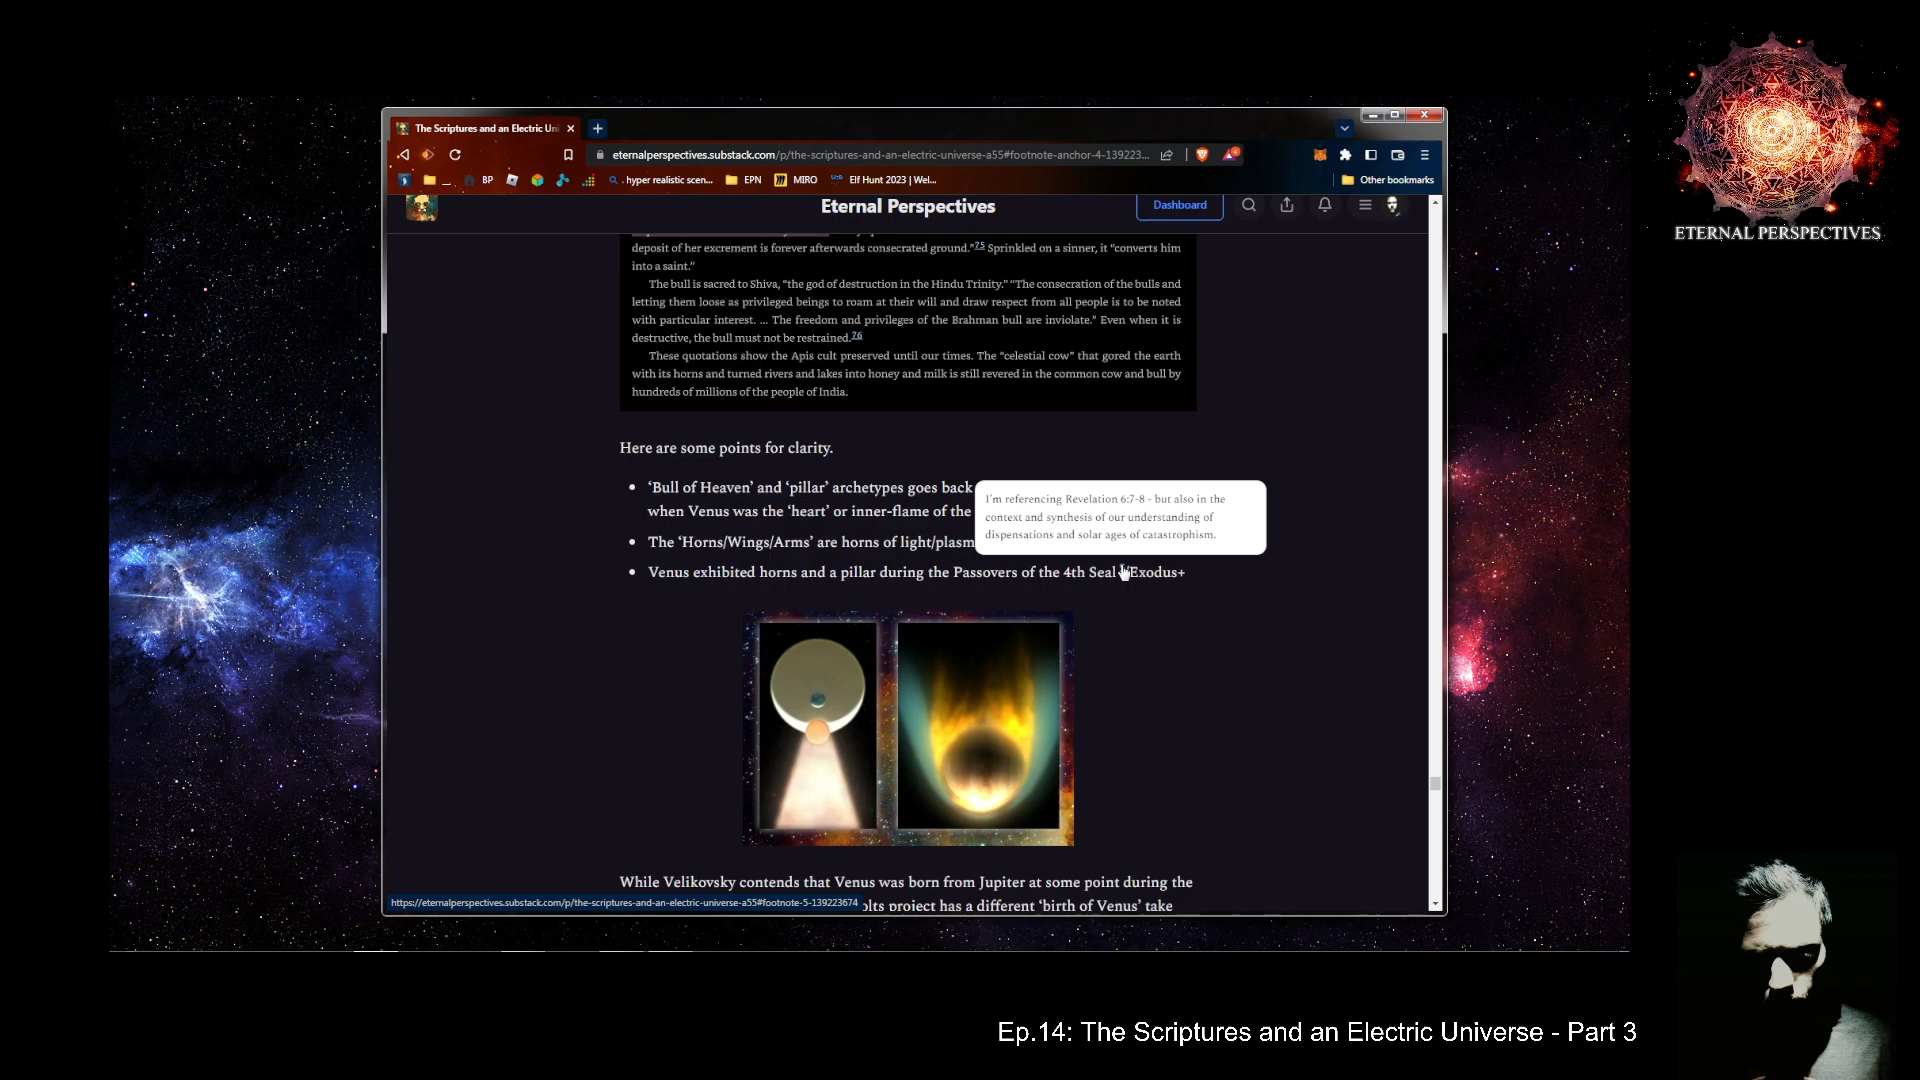 ETERNAL PERSPECTIVES
The Scriptures and an Electric Uni
eternalperspectives.substack.com/p/the-scriptures-and-an-electric-universe-a55#footnote-anchor-4-139223...
BP
. hyper realistic scen...
EPN
MIRO
Elf Hunt 2023 | Wel...
Other bookmarks
Eternal Perspectives
Dashboard
deposit of her excrement is forever afterwards consecrated ground.”75 Sprinkled on a sinner, it “converts him
into a saint.”
The bull is sacred to Shiva, “the god of destruction in the Hindu Trinity.” “The consecration of the bulls and
letting them loose as privileged beings to roam at their will and draw respect from all people is to be noted
with particular interest. ... The freedom and privileges of the Brahman bull are inviolate.” Even when it is
destructive, the bull must not be restrained.76
These quotations show the Apis cult preserved until our times. The “celestial cow” that gored the earth
with its horns and turned rivers and lakes into honey and milk is still revered in the common cow and bull by
hundreds of millions of the people of India.
Here are some points for clarity.
• ‘Bull of Heaven’ and ‘pillar’ archetypes goes back
when Venus was the ‘heart’ or inner-flame of the
• The ‘Horns/Wings/Arms’ are horns of light/plasm
• Venus exhibited horns and a pillar during the Passovers of the 4th Seal Exodus+
I’m referencing Revelation 6:7-8 - but also in the
context and synthesis of our understanding of
dispensations and solar ages of catastrophism.
While Velikovsky contends that Venus was born from Jupiter at some point during the
olts project has a different ‘birth of Venus’ take
https://eternalperspectives.substack.com/p/the-scriptures-and-an-electric-universe-a55#footnote-5-139223674
Ep.14: The Scriptures and an Electric Universe - Part 3